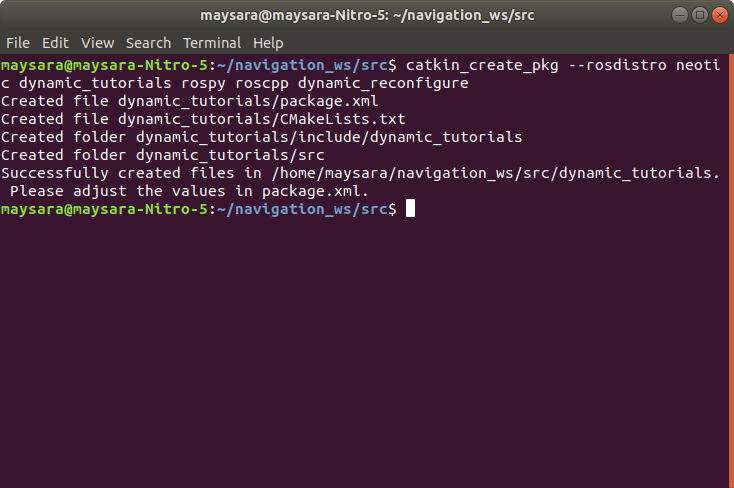 maysara@maysara-Nitro-5: ~/navigation_ws/src
File Edit View Search Terminal Help
maysara@maysara-Nitro-5:~/navigation_ws/src$ catkin_create_pkg --rosdistro neoti
c dynamic_tutorials rospy roscpp dynamic_reconfigure
Created file dynamic_tutorials/package.xml
Created file dynamic_tutorials/CMakeLists.txt
Created folder dynamic_tutorials/include/dynamic_tutorials
Created folder dynamic_tutorials/src
Successfully created files in /home/maysara/navigation_ws/src/dynamic_tutorials.
 Please adjust the values in package.xml.
maysara@maysara-Nitro-5:~/navigation_ws/src$